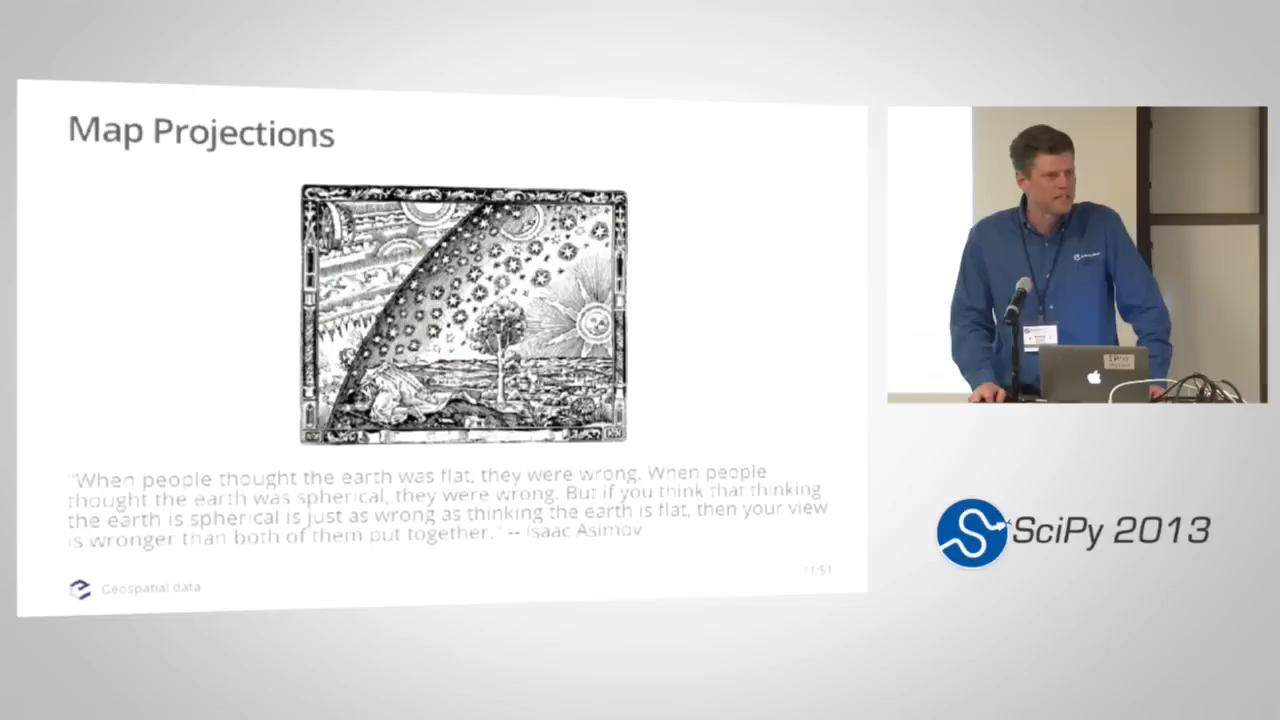 Map Projections
"When people thought the earth was flat, they were wrong. When people
thought the earth was spherical, they were wrong. But if you think that thinking
the earth is spherical is just as wrong as thinking the earth is flat, then your view
is wronger than both of them put together." -- Isaac Asimov
11/51
Geospatial data
SciPy 2013